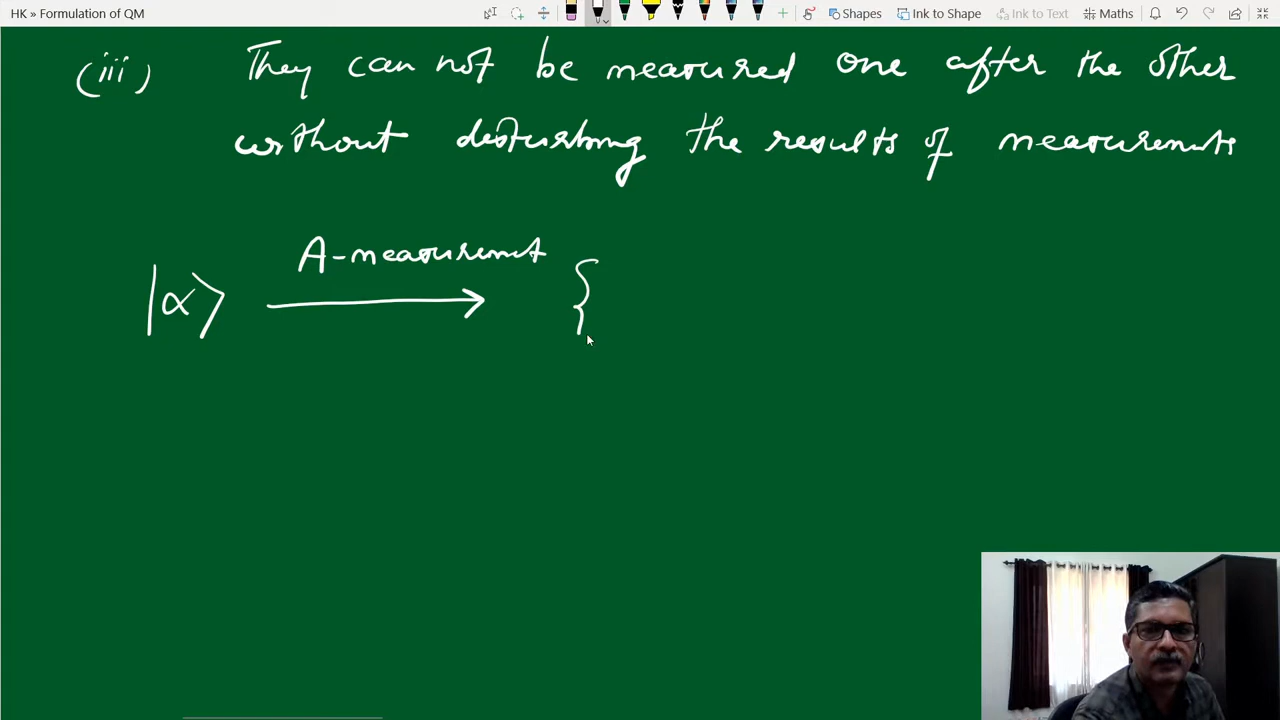 HK » Formulation of QM
Shapes Ink to Shape Ink to Text Maths
(iii) They can not be measured one after the other
without disturbing the results of measurements
A-measurement
|α⟩ ⟶ {